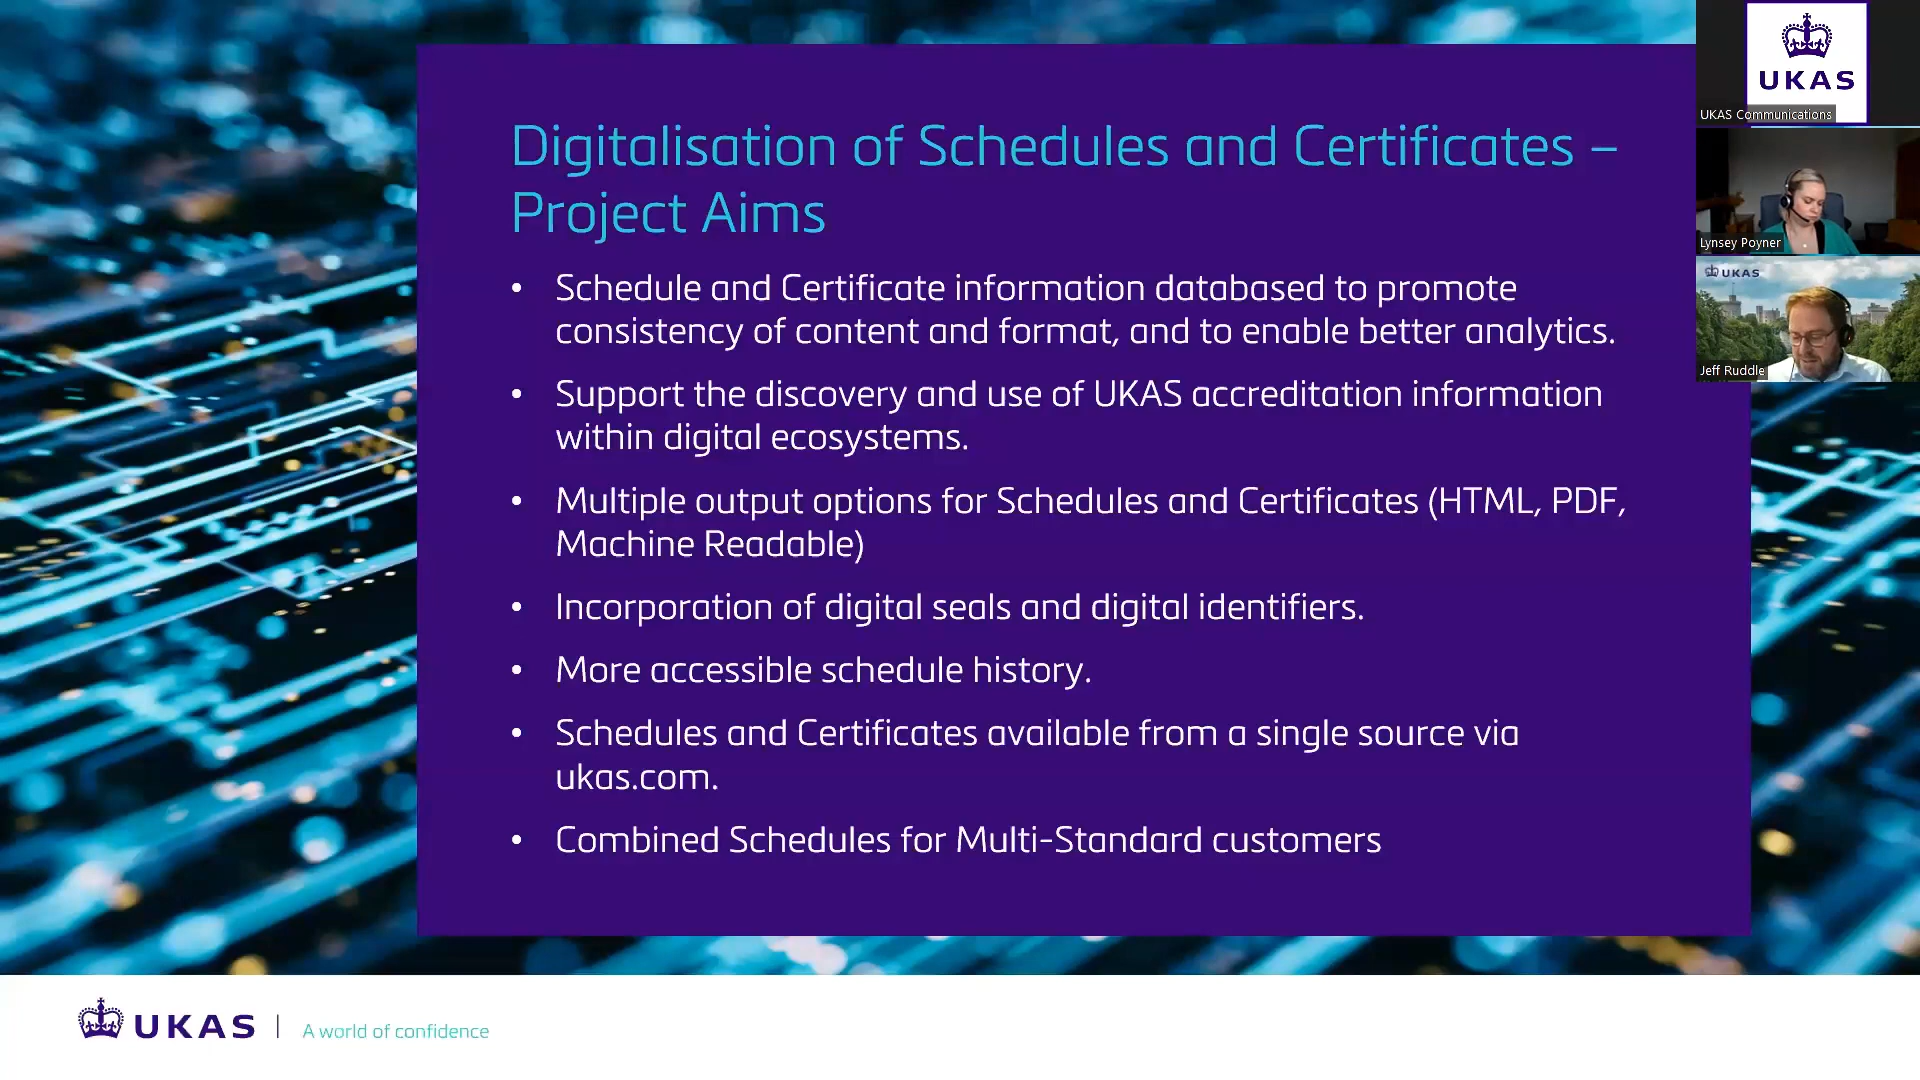 Digitalisation of Schedules and Certificates –
Project Aims
• Schedule and Certificate information databased to promote
consistency of content and format, and to enable better analytics.
• Support the discovery and use of UKAS accreditation information
within digital ecosystems.
• Multiple output options for Schedules and Certificates (HTML, PDF,
Machine Readable)
• Incorporation of digital seals and digital identifiers.
• More accessible schedule history.
• Schedules and Certificates available from a single source via
ukas.com.
• Combined Schedules for Multi-Standard customers
UKAS
UKAS Communications
Lynsey Poyner
UKAS
Jeff Ruddle
UKAS | A world of confidence